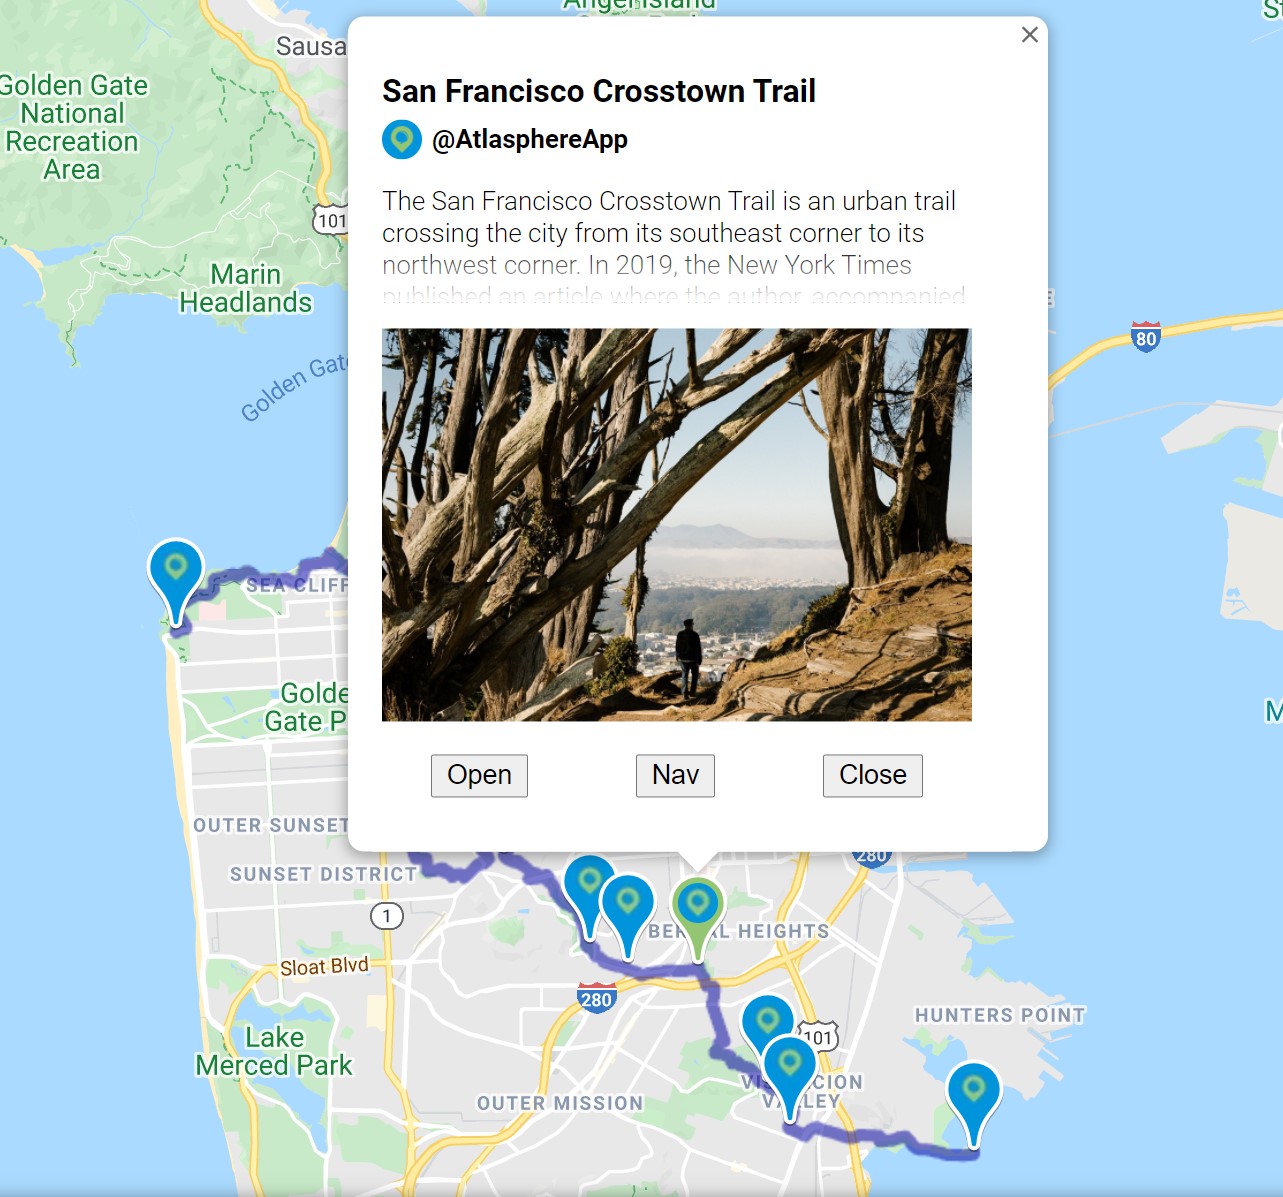 Angel Island
St
Sausa
Golden Gate
National
Recreation
Area
San Francisco Crosstown Trail
@AtlasphereApp
The San Francisco Crosstown Trail is an urban trail
crossing the city from its southeast corner to its
northwest corner. In 2019, the New York Times
published an article where the author, accompanied
101
Marin
Headlands
80
Golden Gat
SEA CLIFF
Golde
Gate P
M
Open
Nav
Close
OUTER SUNSET
SUNSET DISTRICT
280
1
HEIGHTS
Sloat Blvd
280
HUNTERS POINT
101
Lake
Merced Park
OUTER MISSION
VALLEY